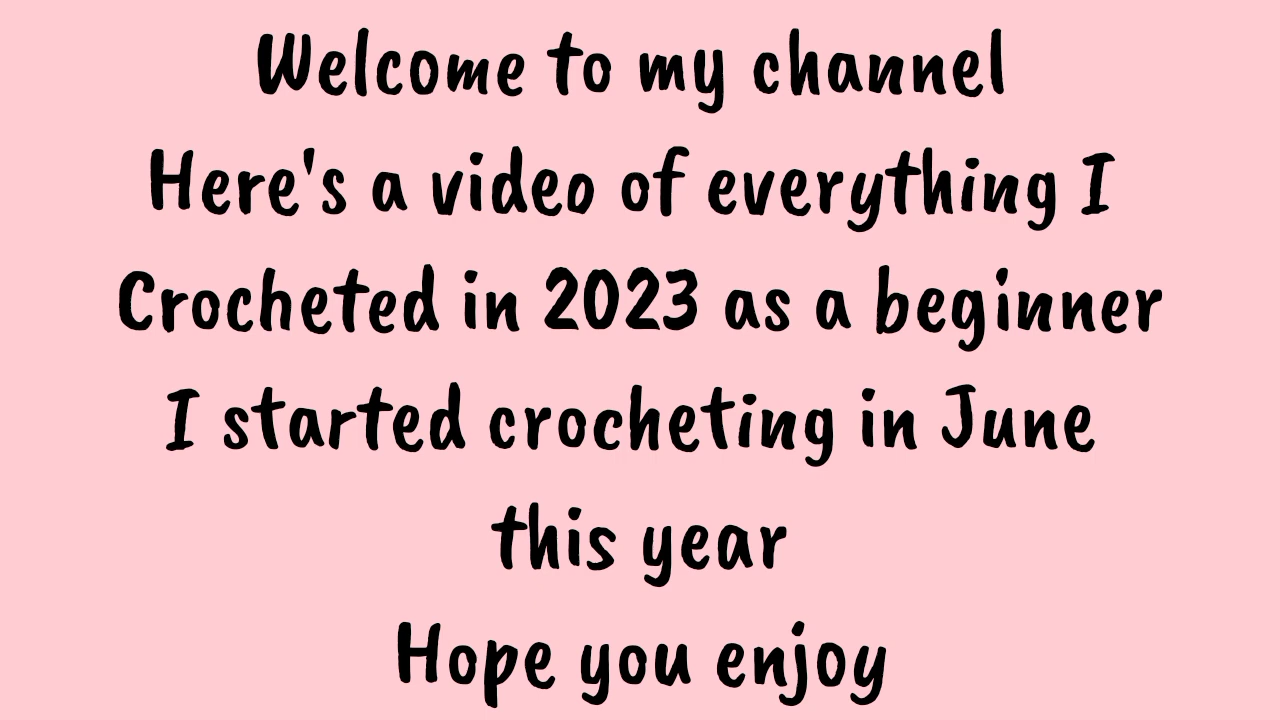 Welcome to my channel
Here's a video of everything I
Crocheted in 2023 as a beginner
I started crocheting in June
this year
Hope you enjoy